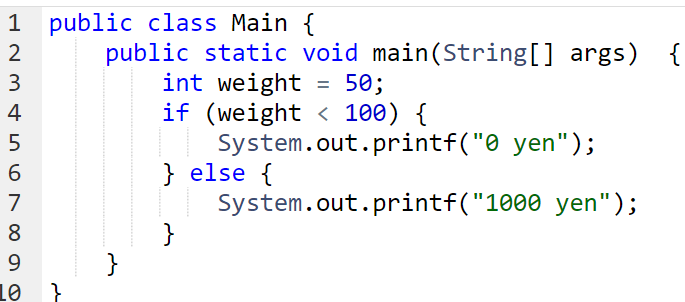 1 public class Main {
2     public static void main(String[] args)  {
3         int weight = 50;
4         if (weight < 100) {
5             System.out.printf("0 yen");
6         } else {
7             System.out.printf("1000 yen");
8         }
9     }
10 }